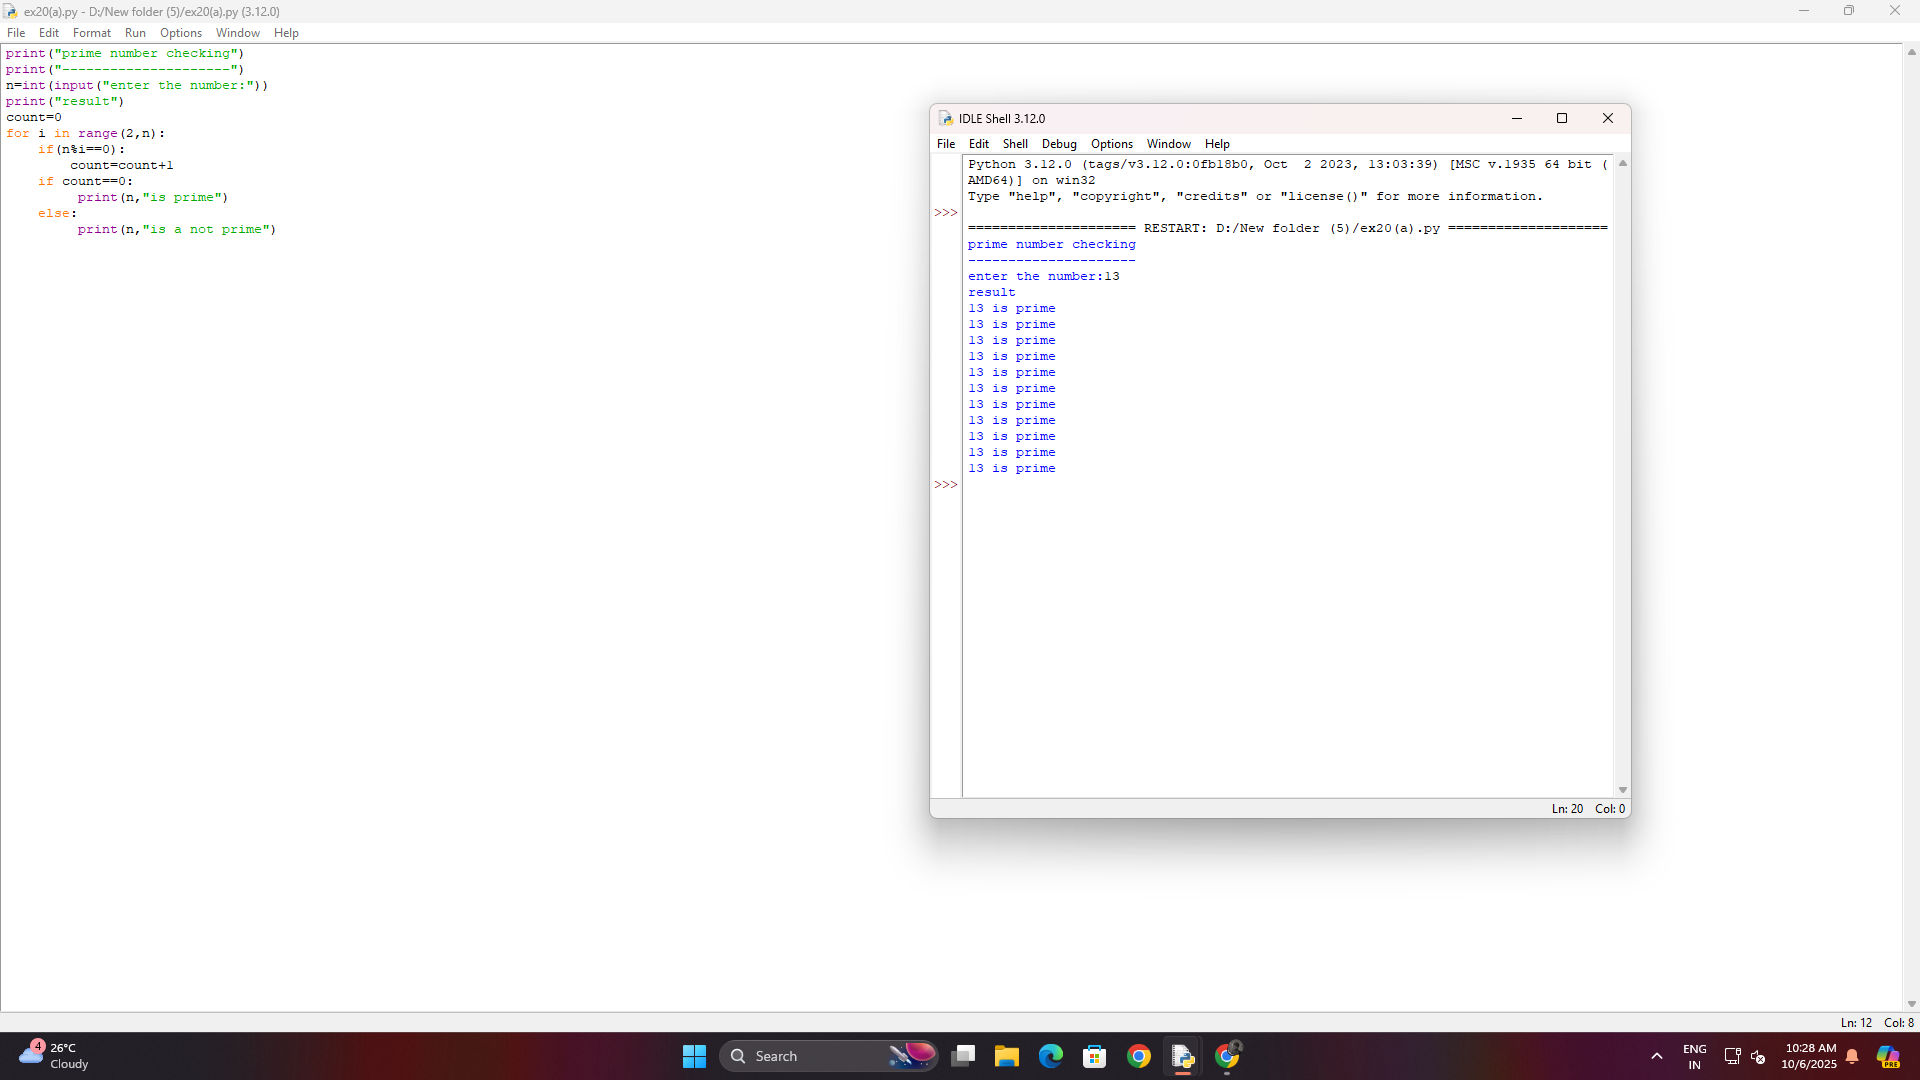 ex20(a).py - D:/New folder (5)/ex20(a).py (3.12.0)
File Edit Format Run Options Window Help
print("prime number checking")
print("---------------------")
n=int(input("enter the number:"))
print("result")
count=0
for i in range(2,n):
    if(n%i==0):
        count=count+1
    if count==0:
         print(n,"is prime")
    else:
         print(n,"is a not prime")
IDLE Shell 3.12.0
File Edit Shell Debug Options Window Help
Python 3.12.0 (tags/v3.12.0:0fb18b0, Oct  2 2023, 13:03:39) [MSC v.1935 64 bit (
AMD64)] on win32
Type "help", "copyright", "credits" or "license()" for more information.
>>>
===================== RESTART: D:/New folder (5)/ex20(a).py ====================
prime number checking
---------------------
enter the number:13
result
13 is prime
13 is prime
13 is prime
13 is prime
13 is prime
13 is prime
13 is prime
13 is prime
13 is prime
13 is prime
13 is prime
>>>
Ln: 20 Col: 0
Ln: 12 Col: 8
4
26°C
Cloudy
Search
ENG
IN
10:28 AM
10/6/2025
PRE